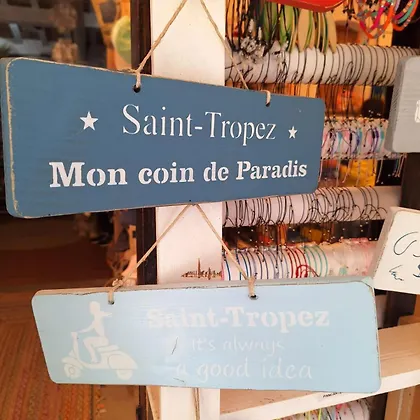 ★ Saint-Tropez ★
Mon coin de Paradis
Saint-Tropez
it's always
a good idea